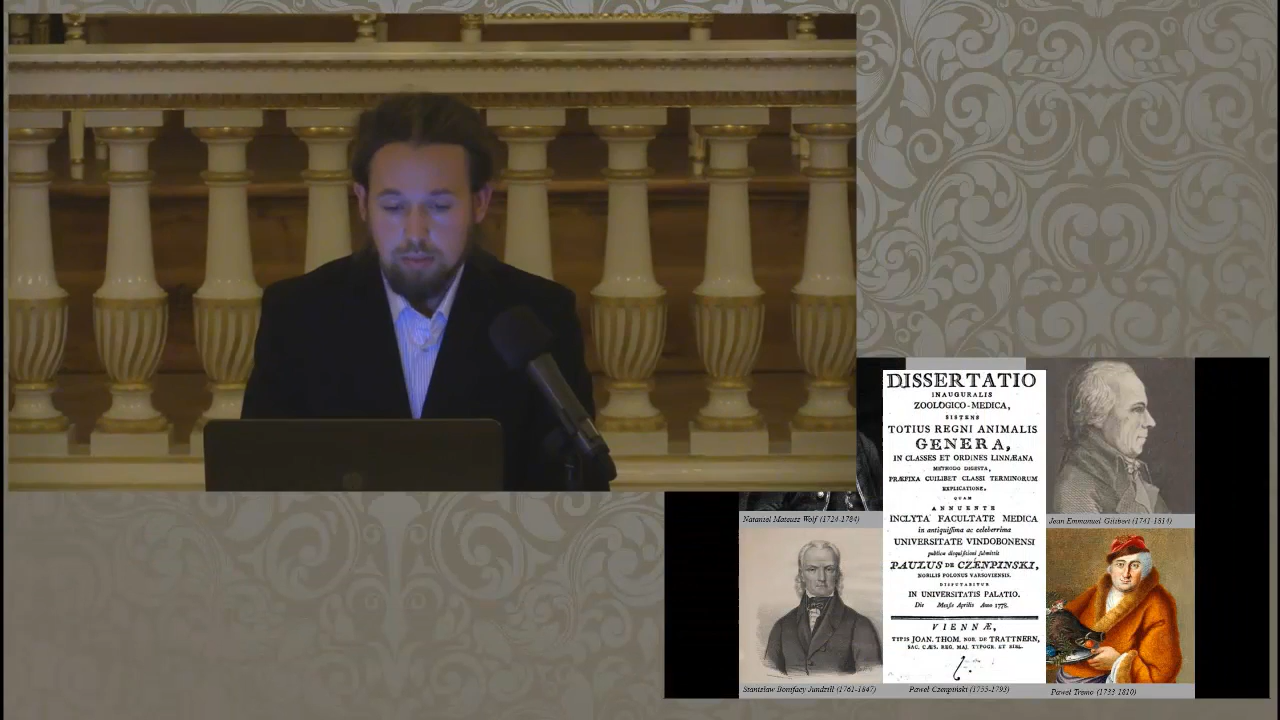 DISSERTATIO
INAUGURALIS
ZOOLOGICO-MEDICA,
SISTENS
TOTIUS REGNI ANIMALIS
GENERA,
IN CLASSES ET ORDINES LINNÆANA
METHODO DIGESTA,
PRÆFIXA CUILIBET CLASSI TERMINORUM
EXPLICATIONE,
QUAM
ANNUENTE
INCLYTA FACULTATE MEDICA
in antiquissima ac celeberrima
UNIVERSITATE VINDOBONENSI
publicæ disquisitioni submittit
PAULUS DE CZENPINSKI,
NOBILIS POLONUS VARSOVIENSIS.
DISPUTABITUR
IN UNIVERSITATIS PALATIO.
Die Mense Aprilis Anno 1778.
VIENNÆ,
TYPIS JOAN. THOM. NOB. DE TRATTNERN,
SAC. CÆS. REG. MAJ. TYPOGR. ET BIBL.
Nataniel Mateusz Wolf (1724-1784)
Jean Emmanuel Gilibert (1741-1814)
Stanisław Bonifacy Jundziłł (1761-1847)
Paweł Czenpiński (1755-1793)
Paweł Tremo (1733-1810)